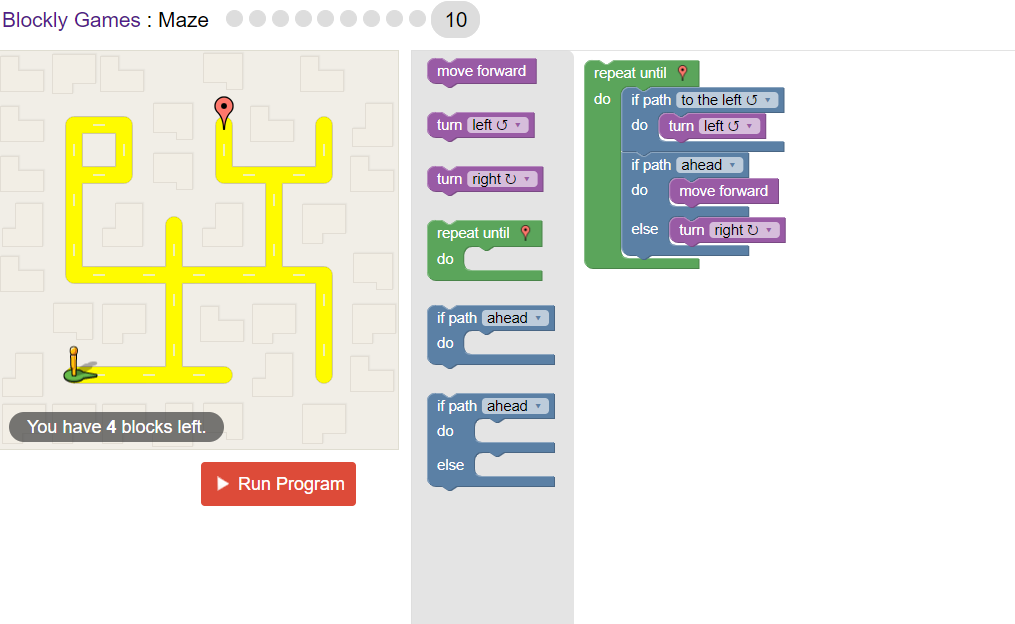 Blockly Games : Maze 10
You have 4 blocks left.
Run Program
move forward
turn left ↺ ▾
turn right ↻ ▾
repeat until
do
if path ahead ▾
do
if path ahead ▾
do
else
repeat until
do
if path to the left ↺ ▾
do turn left ↺ ▾
if path ahead ▾
do move forward
else turn right ↻ ▾